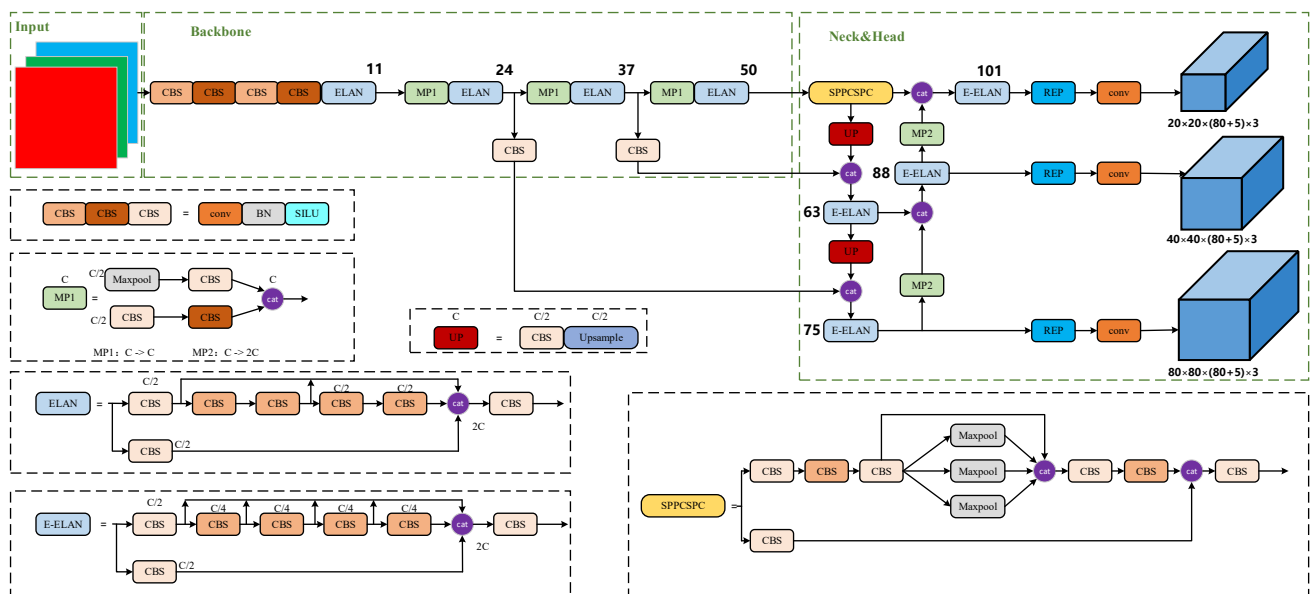 Input
Backbone
Neck&Head
11
24
37
50
101
CBS CBS CBS CBS ELAN
MP1 ELAN
MP1 ELAN
MP1 ELAN
SPPCSPC
cat
E-ELAN
REP
conv
20×20×(80+5)×3
CBS
CBS
UP
MP2
cat
88 E-ELAN
REP
conv
40×40×(80+5)×3
63 E-ELAN
cat
UP
MP2
cat
75 E-ELAN
REP
conv
80×80×(80+5)×3
CBS CBS CBS = conv BN SILU
C
C/2
C
MP1 =
Maxpool
CBS
cat
C/2
CBS
CBS
MP1：C -> C
MP2：C -> 2C
C
C/2
C/2
UP = CBS Upsample
C/2
C/2
C/2
ELAN = CBS CBS CBS CBS CBS cat CBS
2C
CBS
C/2
C/2
C/4
C/4
C/4
C/4
E-ELAN = CBS CBS CBS CBS CBS cat CBS
2C
CBS
C/2
SPPCSPC =
CBS CBS CBS
Maxpool
Maxpool
Maxpool
cat
CBS CBS
cat
CBS
CBS